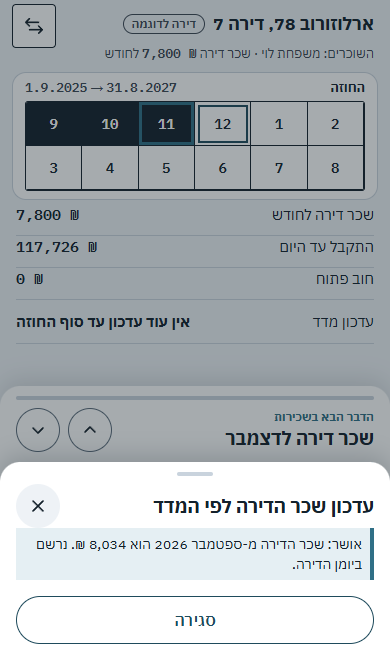 ארלוזורוב 78, דירה 7 דירה לדוגמה
השוכרים: משפחת לוי · שכר דירה ₪ 7,800 לחודש
החוזה 1.9.2025 → 31.8.2027
9 10 11 12 1 2
3 4 5 6 7 8
שכר דירה לחודש 7,800 ₪
התקבל עד היום 117,726 ₪
חוב פתוח 0 ₪
עדכון מדד אין עוד עדכון עד סוף החוזה
הדבר הבא בשכירות
שכר דירה לדצמבר
עדכון שכר הדירה לפי המדד
אושר: שכר הדירה מ-ספטמבר 2026 הוא 8,034 ₪. נרשם
ביומן הדירה.
סגירה